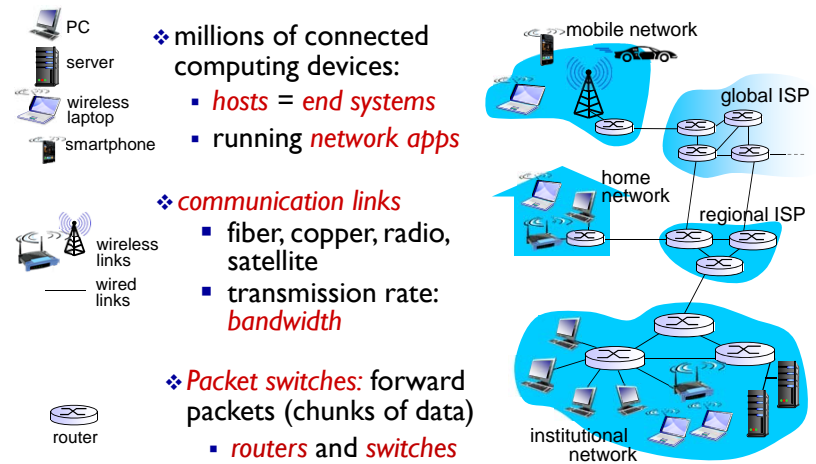 PC
server
wireless
laptop
smartphone
❖ millions of connected
computing devices:
▪ hosts = end systems
▪ running network apps
❖ communication links
▪ fiber, copper, radio,
satellite
▪ transmission rate:
bandwidth
wireless
links
wired
links
❖ Packet switches: forward
packets (chunks of data)
▪ routers and switches
router
mobile network
global ISP
home
network
regional ISP
institutional
network